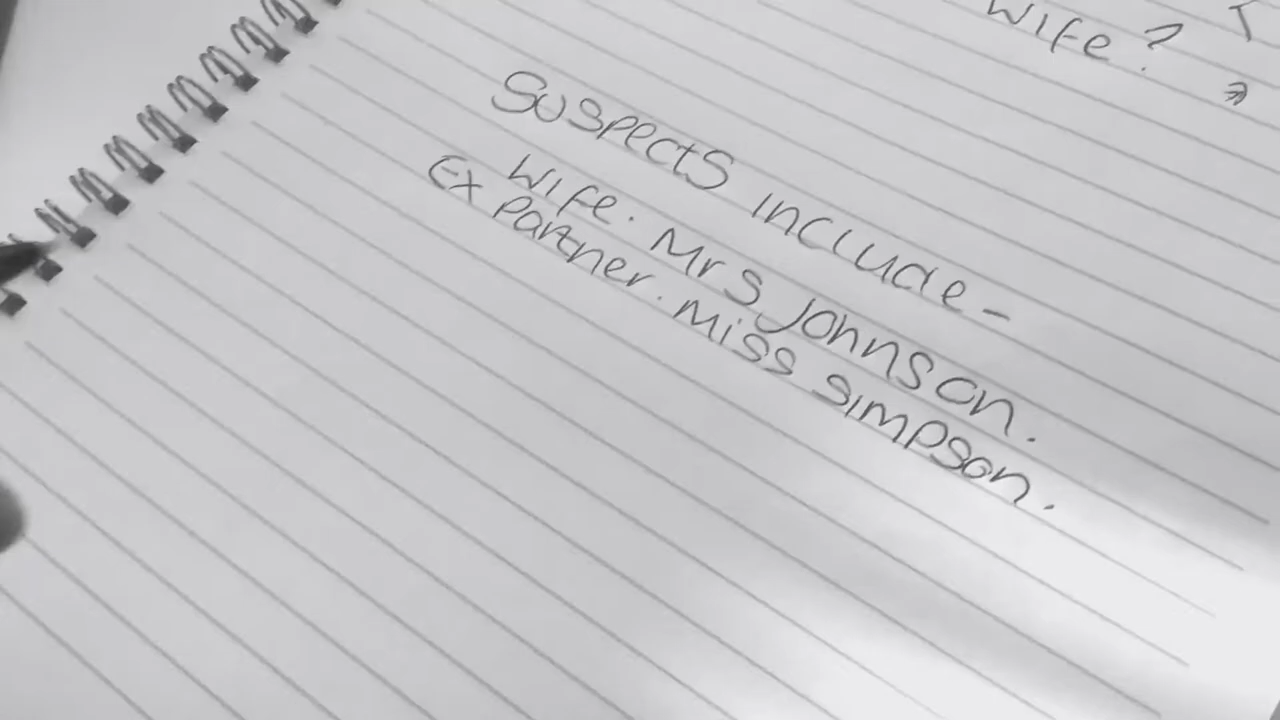 Wife?
Suspects include -
Wife. Mrs Johnson.
Ex partner. Miss Simpson.